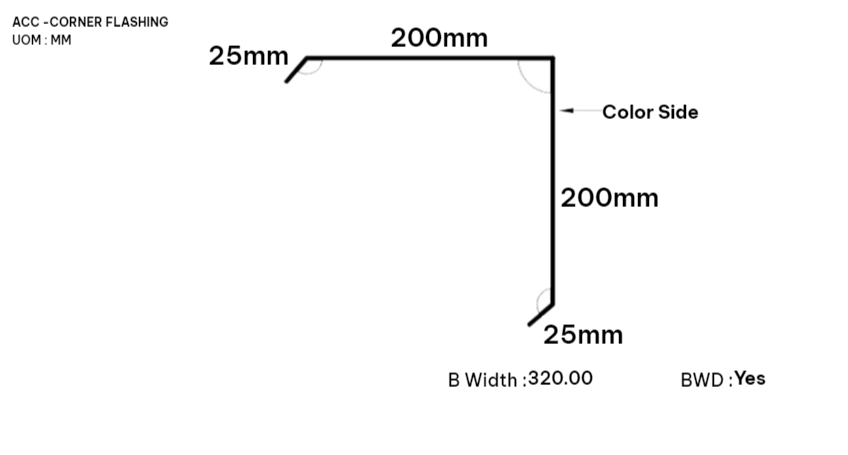 ACC -CORNER FLASHING
UOM : MM
200mm
25mm
Color Side
200mm
25mm
B Width :320.00
BWD :Yes